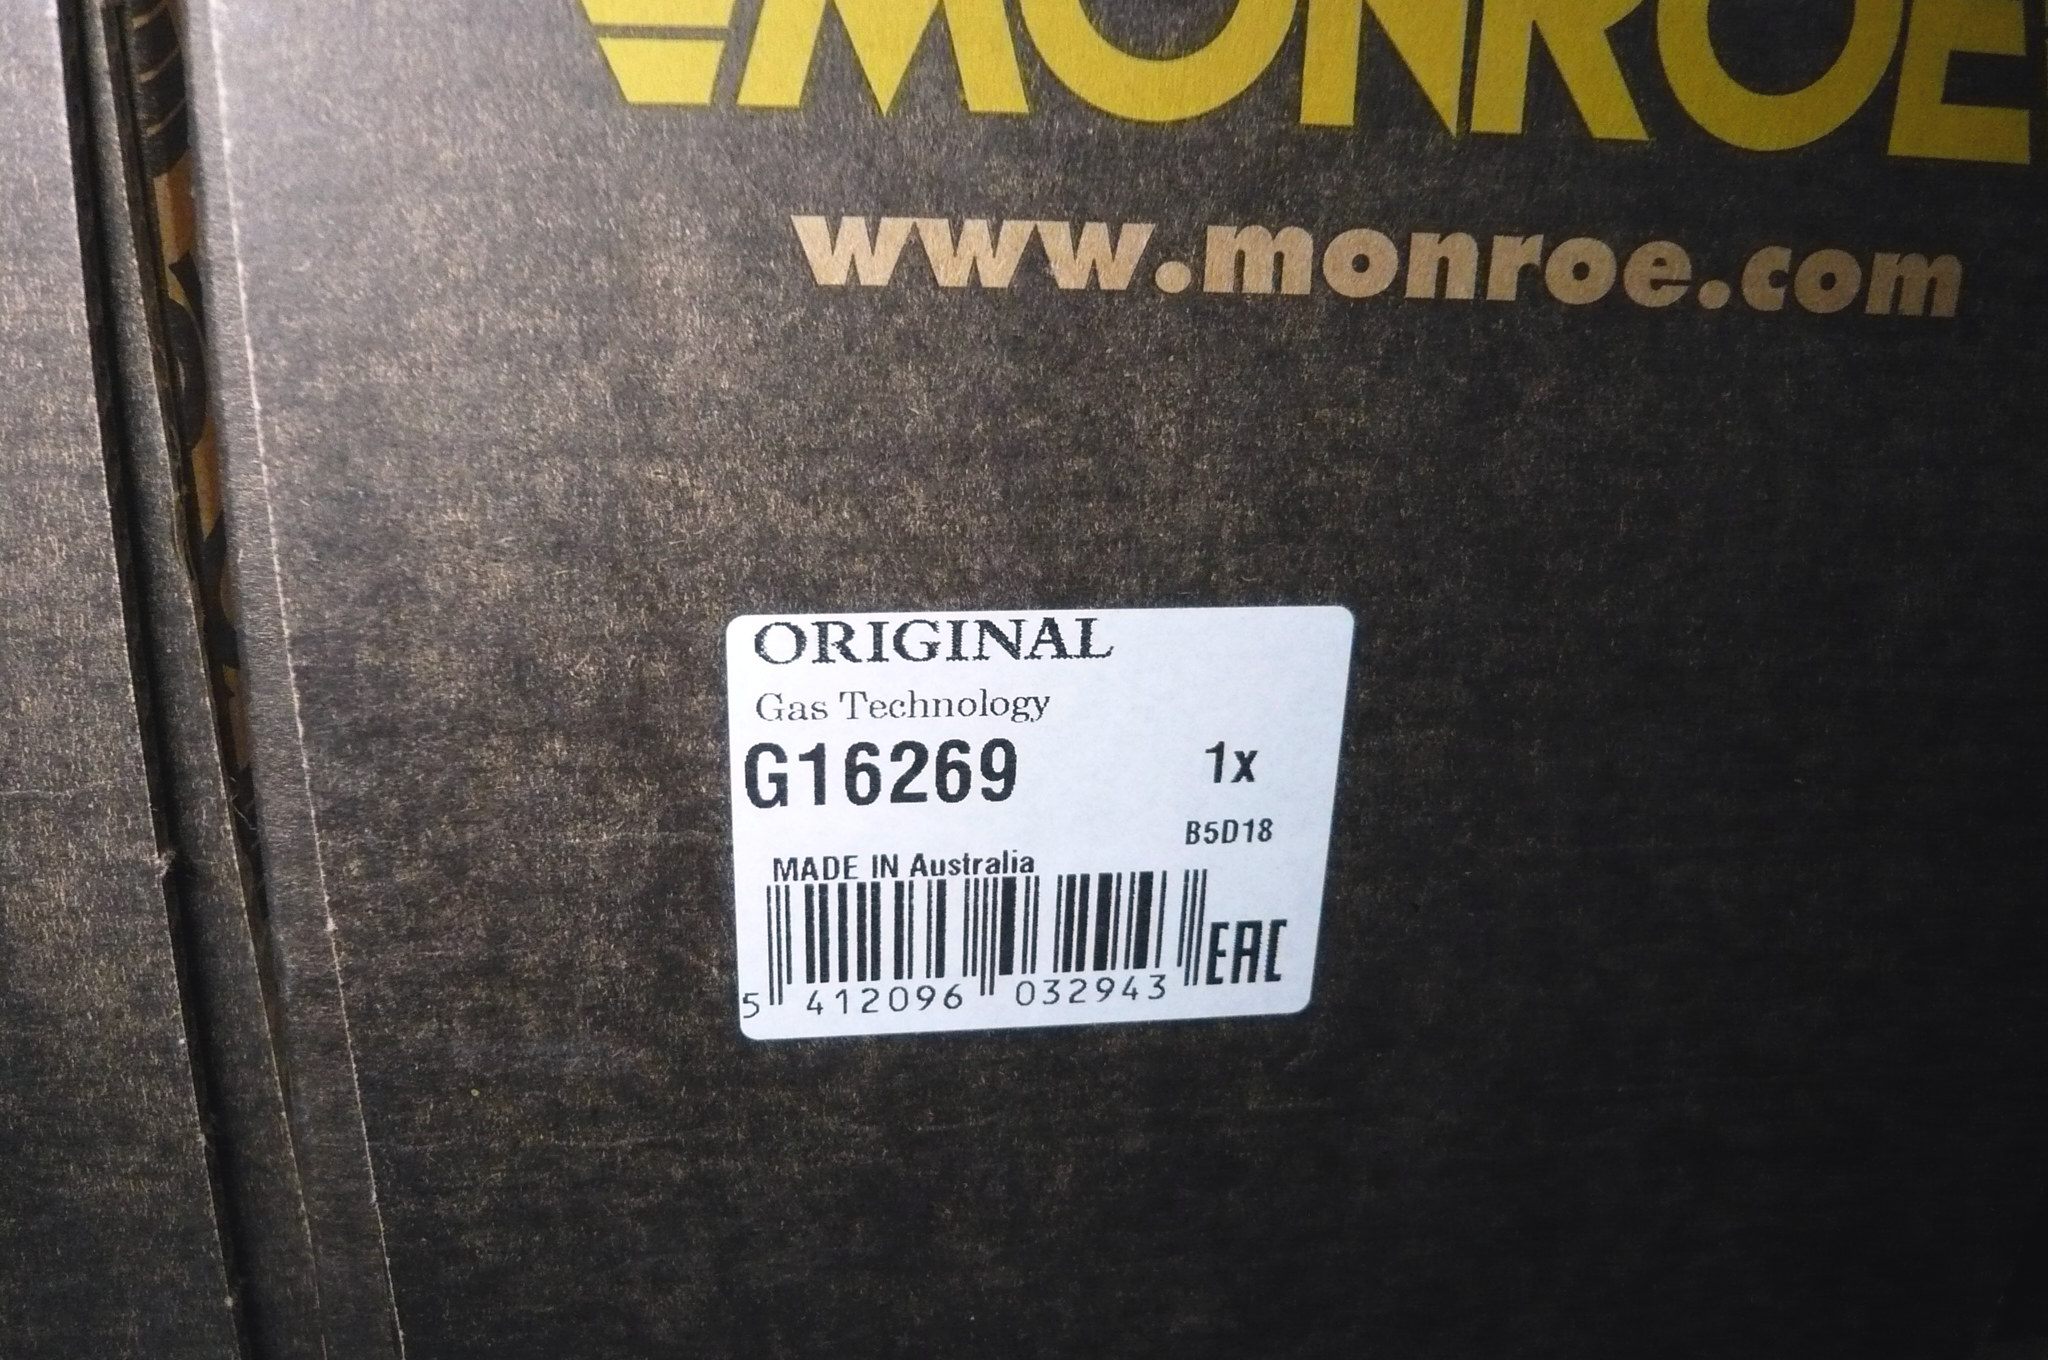 MONROE
www.monroe.com
ORIGINAL
Gas Technology
G16269 1x
B5D18
MADE IN Australia
5 412096 032943 EAC